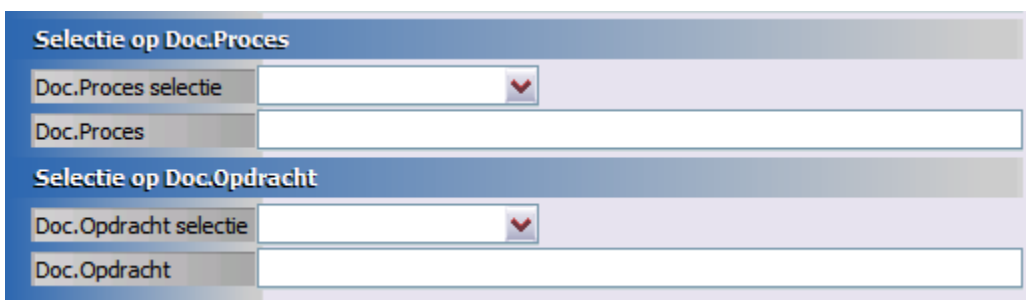 Selectie op Doc.Proces
Doc.Proces selectie
Doc.Proces
Selectie op Doc.Opdracht
Doc.Opdracht selectie
Doc.Opdracht